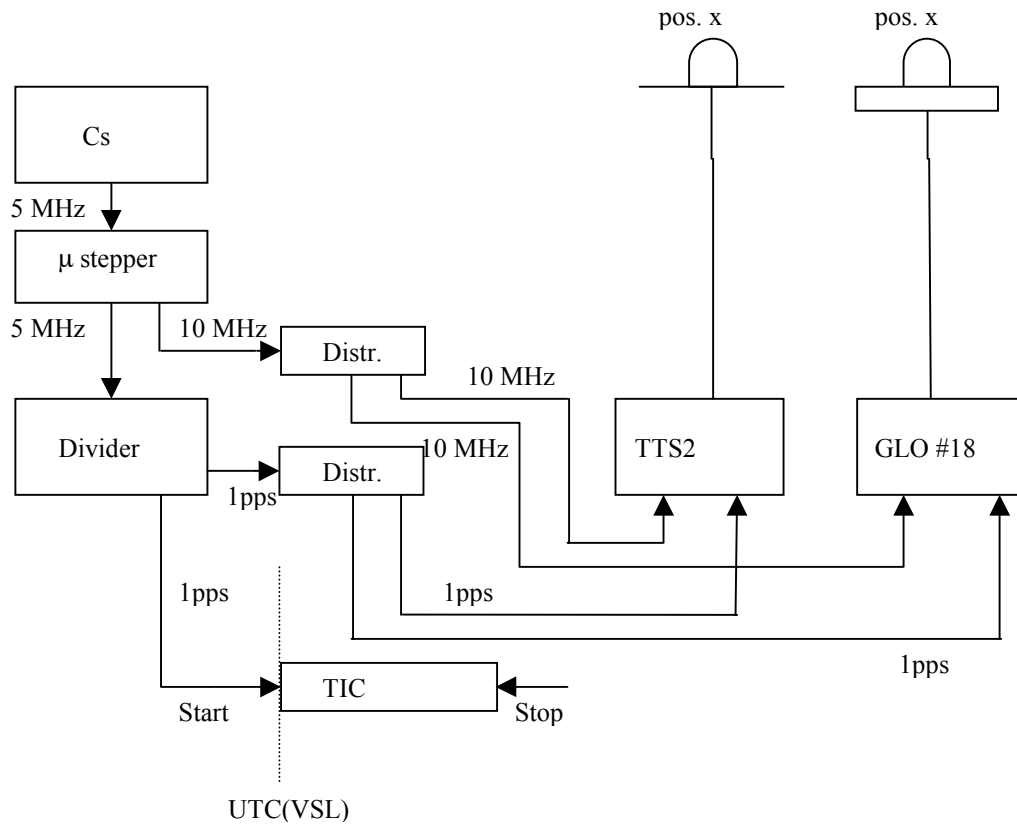 pos. x
pos. x
Cs
5 MHz
µ stepper
5 MHz
10 MHz
Distr.
10 MHz
Divider
Distr.
10 MHz
TTS2
GLO #18
1pps
1pps
1pps
1pps
TIC
Start
Stop
UTC(VSL)